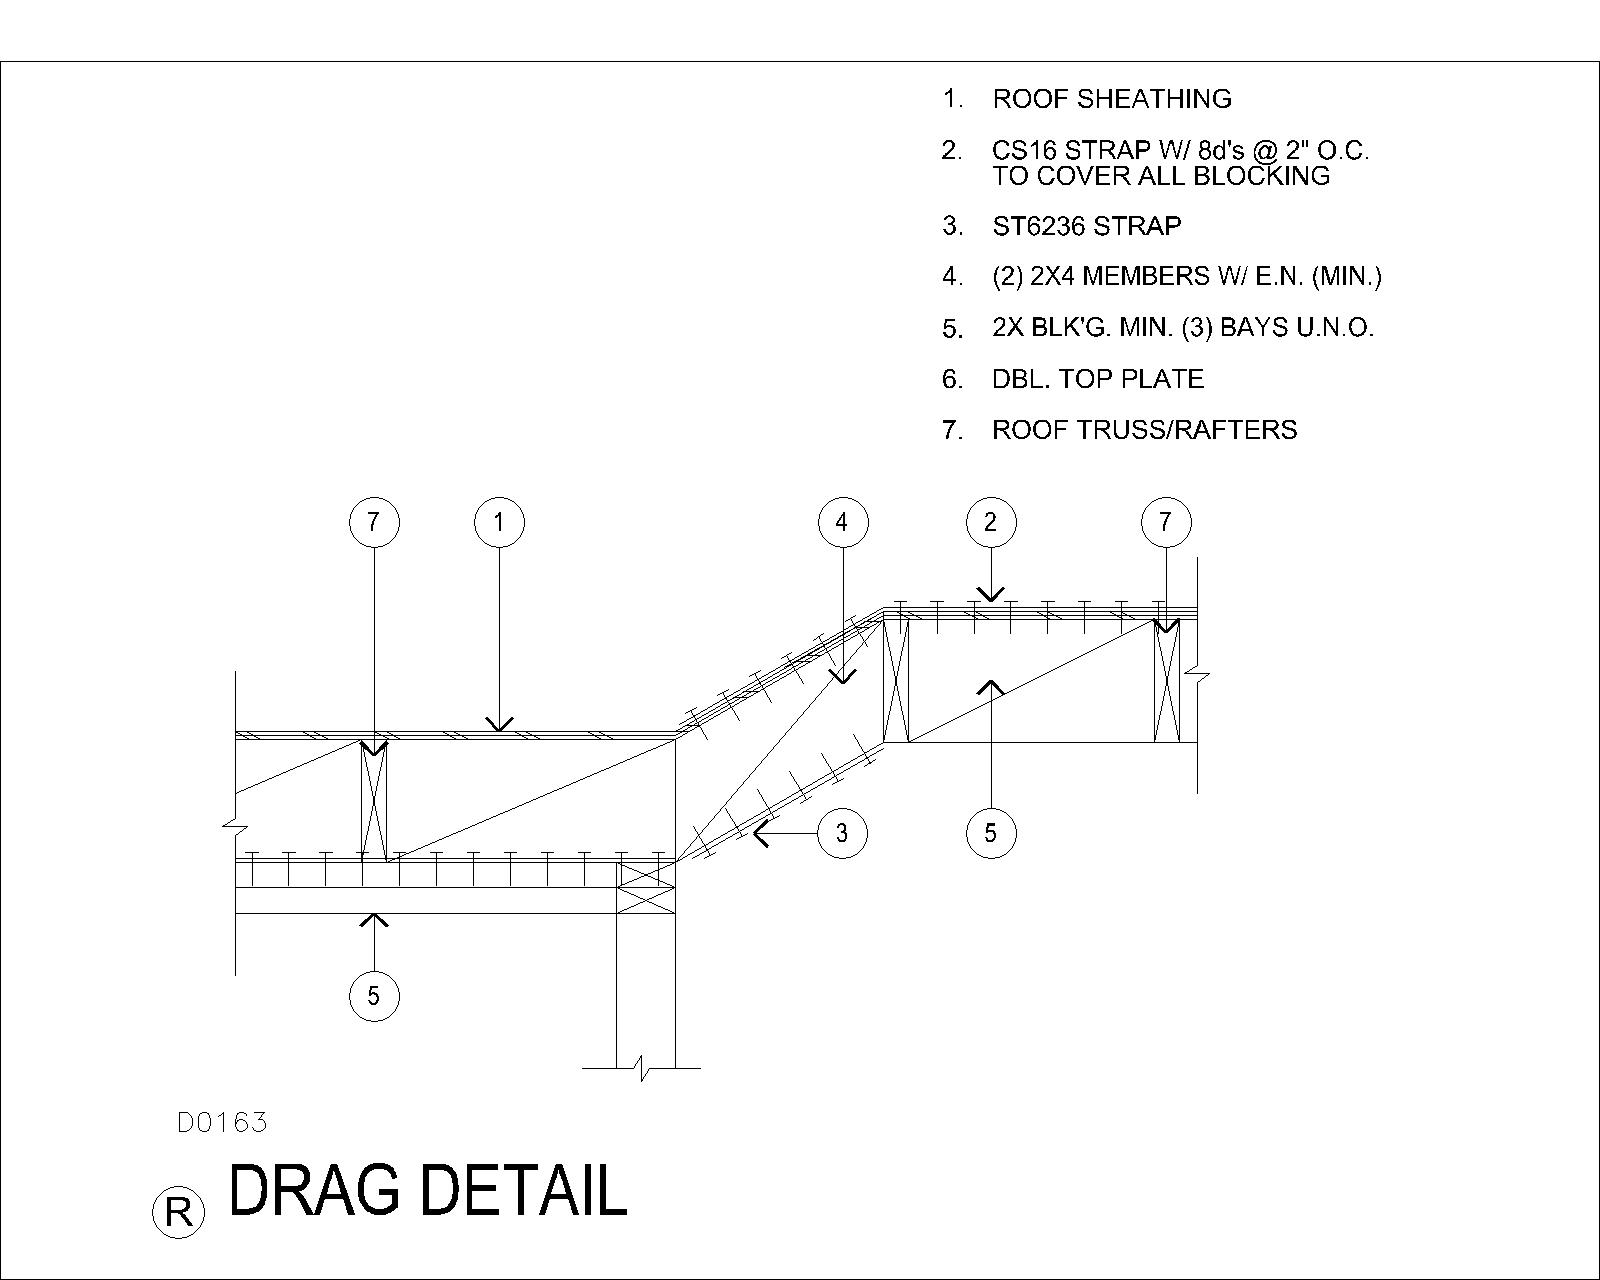 1. ROOF SHEATHING
2. CS16 STRAP W/ 8d's @ 2" O.C.
TO COVER ALL BLOCKING
3. ST6236 STRAP
4. (2) 2X4 MEMBERS W/ E.N. (MIN.)
5. 2X BLK'G. MIN. (3) BAYS U.N.O.
6. DBL. TOP PLATE
7. ROOF TRUSS/RAFTERS
7 1 4 2 7
3 5
5
D0163
R DRAG DETAIL